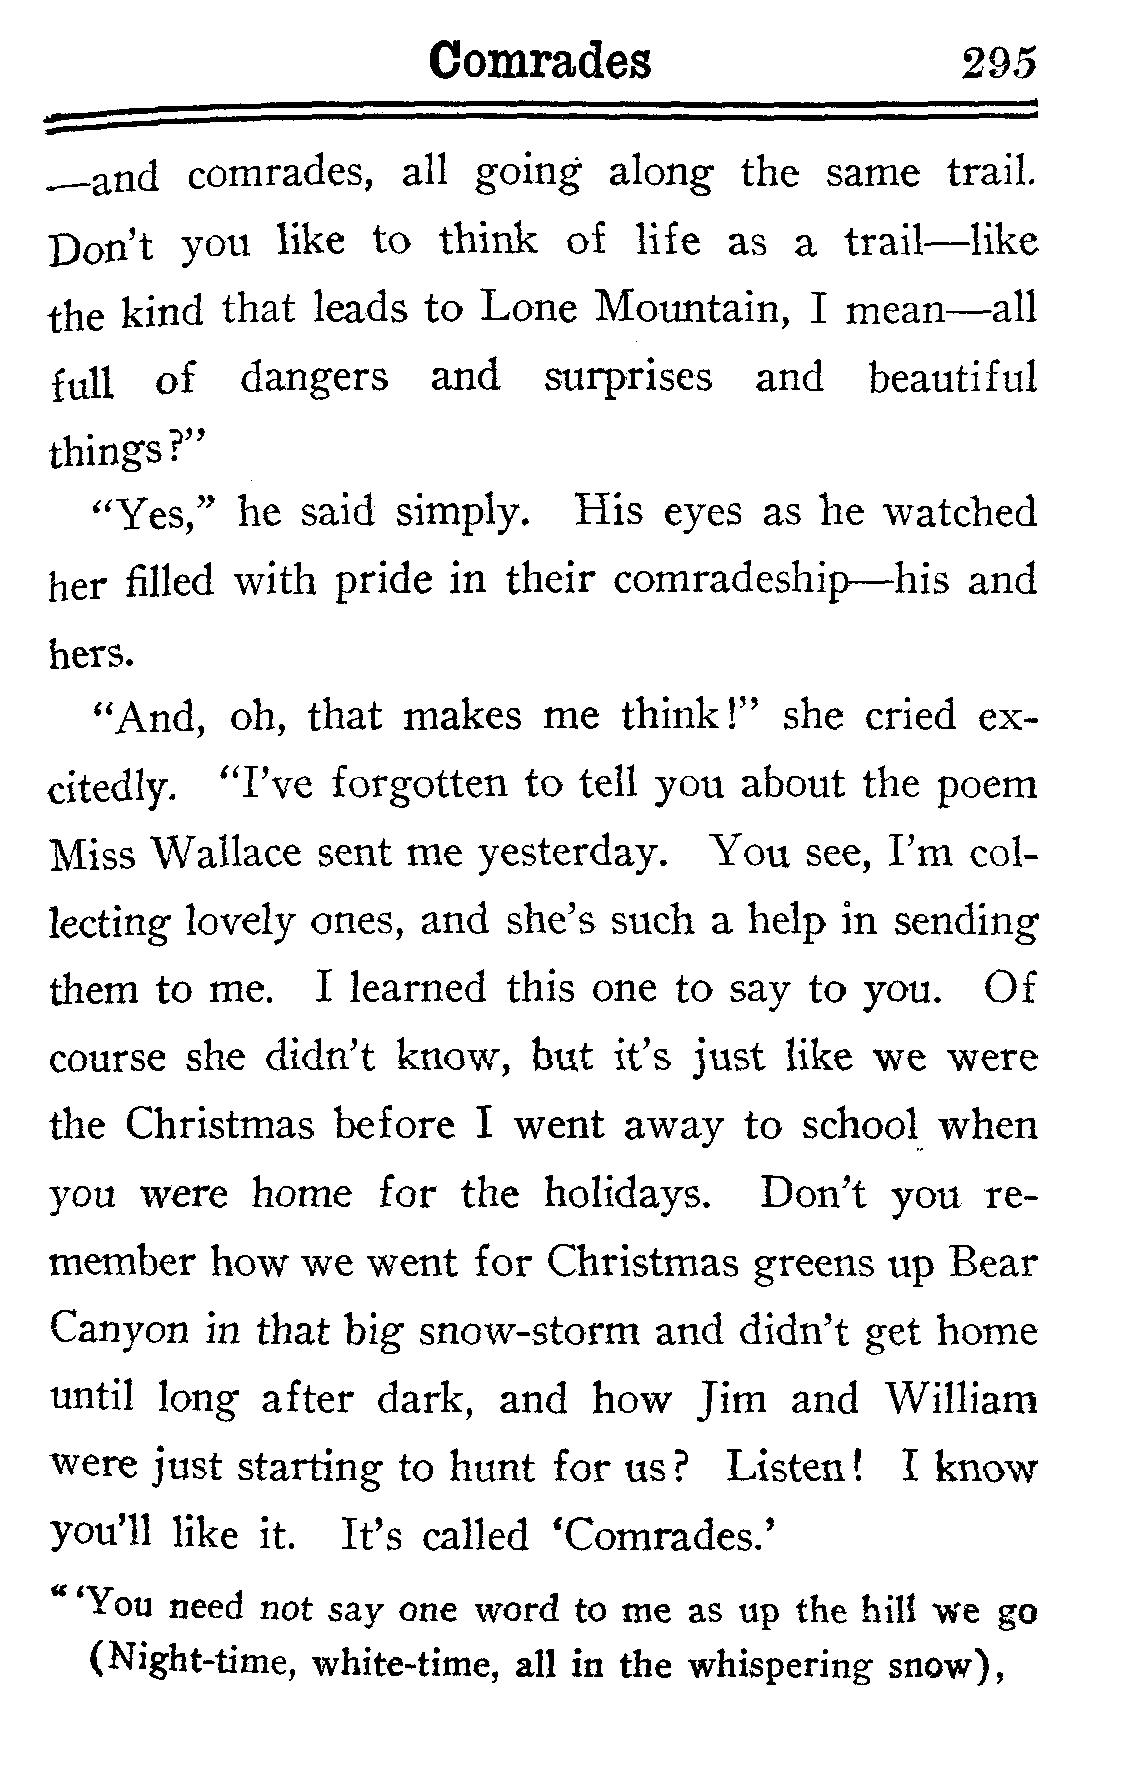 Comrades 295
—and comrades, all going along the same trail.
Don't you like to think of life as a trail—like
the kind that leads to Lone Mountain, I mean—all
full of dangers and surprises and beautiful
things?"
"Yes," he said simply. His eyes as he watched
her filled with pride in their comradeship—his and
hers.
"And, oh, that makes me think!" she cried ex-
citedly. "I've forgotten to tell you about the poem
Miss Wallace sent me yesterday. You see, I'm col-
lecting lovely ones, and she's such a help in sending
them to me. I learned this one to say to you. Of
course she didn't know, but it's just like we were
the Christmas before I went away to school when
you were home for the holidays. Don't you re-
member how we went for Christmas greens up Bear
Canyon in that big snow-storm and didn't get home
until long after dark, and how Jim and William
were just starting to hunt for us? Listen! I know
you'll like it. It's called 'Comrades.'
"'You need not say one word to me as up the hill we go
(Night-time, white-time, all in the whispering snow),